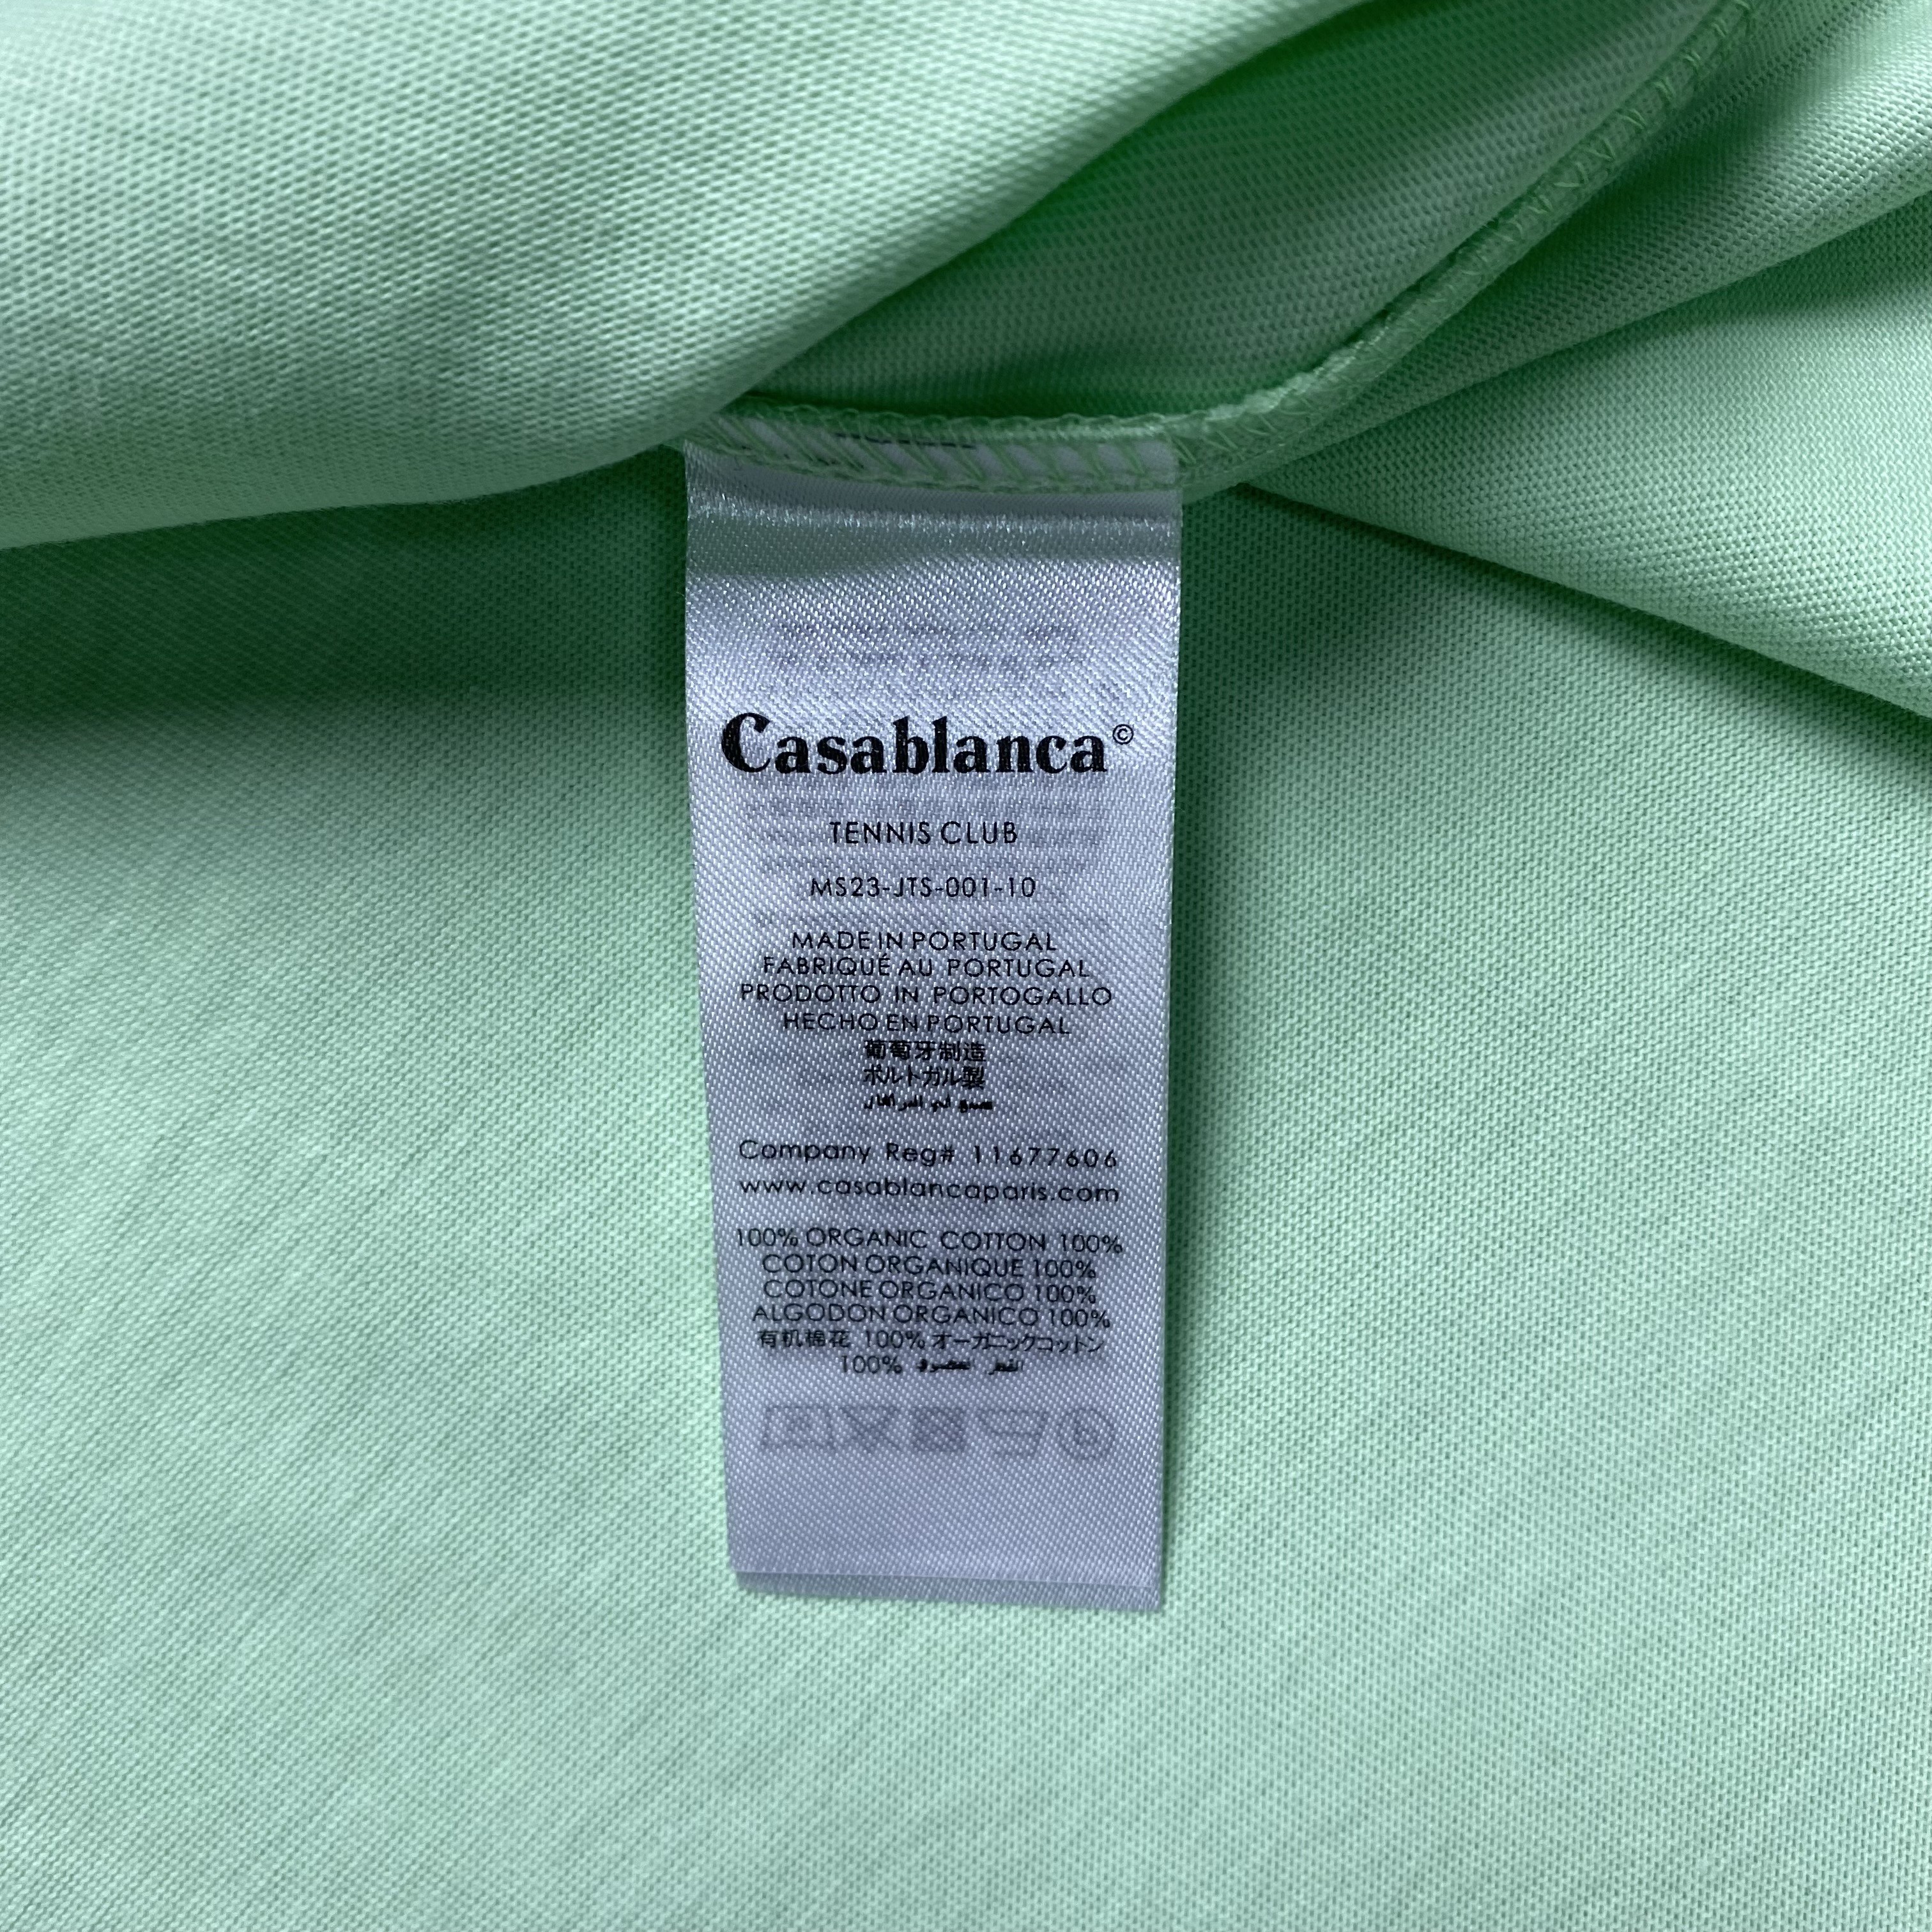 Casablanca©
TENNIS CLUB
MS23-JTS-001-10
MADE IN PORTUGAL
FABRIQUÉ AU PORTUGAL
PRODOTTO IN PORTOGALLO
HECHO EN PORTUGAL
葡萄牙制造
ポルトガル製
Company Reg# 11677606
www.casablancaparis.com
100% ORGANIC COTTON 100%
COTON ORGANIQUE 100%
COTONE ORGANICO 100%
ALGODON ORGANICO 100%
有机棉花 100% オーガニックコットン
100%